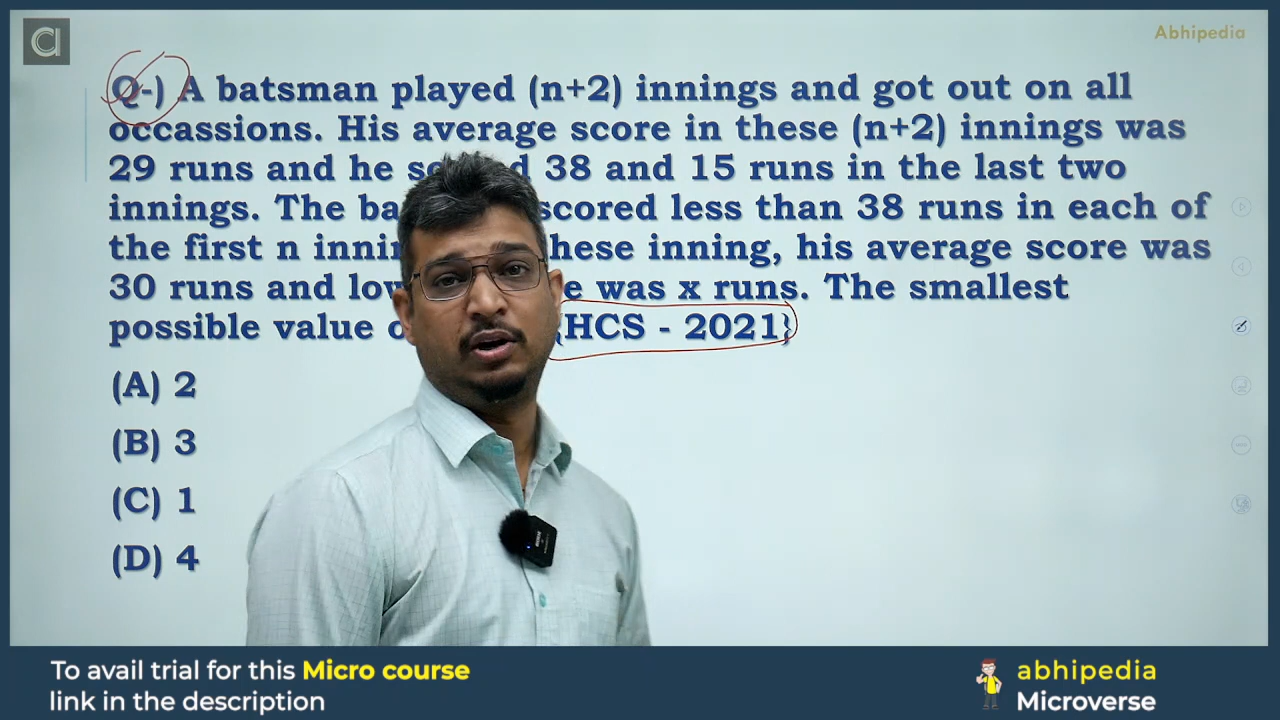 Abhipedia
Q-) A batsman played (n+2) innings and got out on all
occassions. His average score in these (n+2) innings was
29 runs and he 38 and 15 runs in the last two
innings. The scored less than 38 runs in each of
the first n inning, his average score was
30 runs and was x runs. The smallest
possible value {HCS - 2021}
(A) 2
(B) 3
(C) 1
(D) 4
To avail trial for this Micro course
link in the description
abhipedia
Microverse